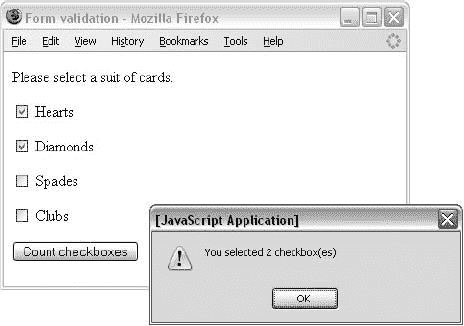 Form validation - Mozilla Firefox
File Edit View History Bookmarks Tools Help
Please select a suit of cards.
Hearts
Diamonds
Spades
Clubs
Count checkboxes
[JavaScript Application]
You selected 2 checkbox(es)
OK